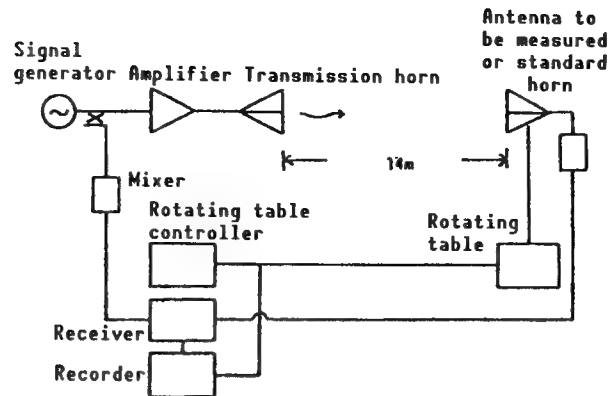 Signal
generator Amplifier Transmission horn
Antenna to
be measured
or standard
horn
14m
Mixer
Rotating table
controller
Rotating
table
Receiver
Recorder